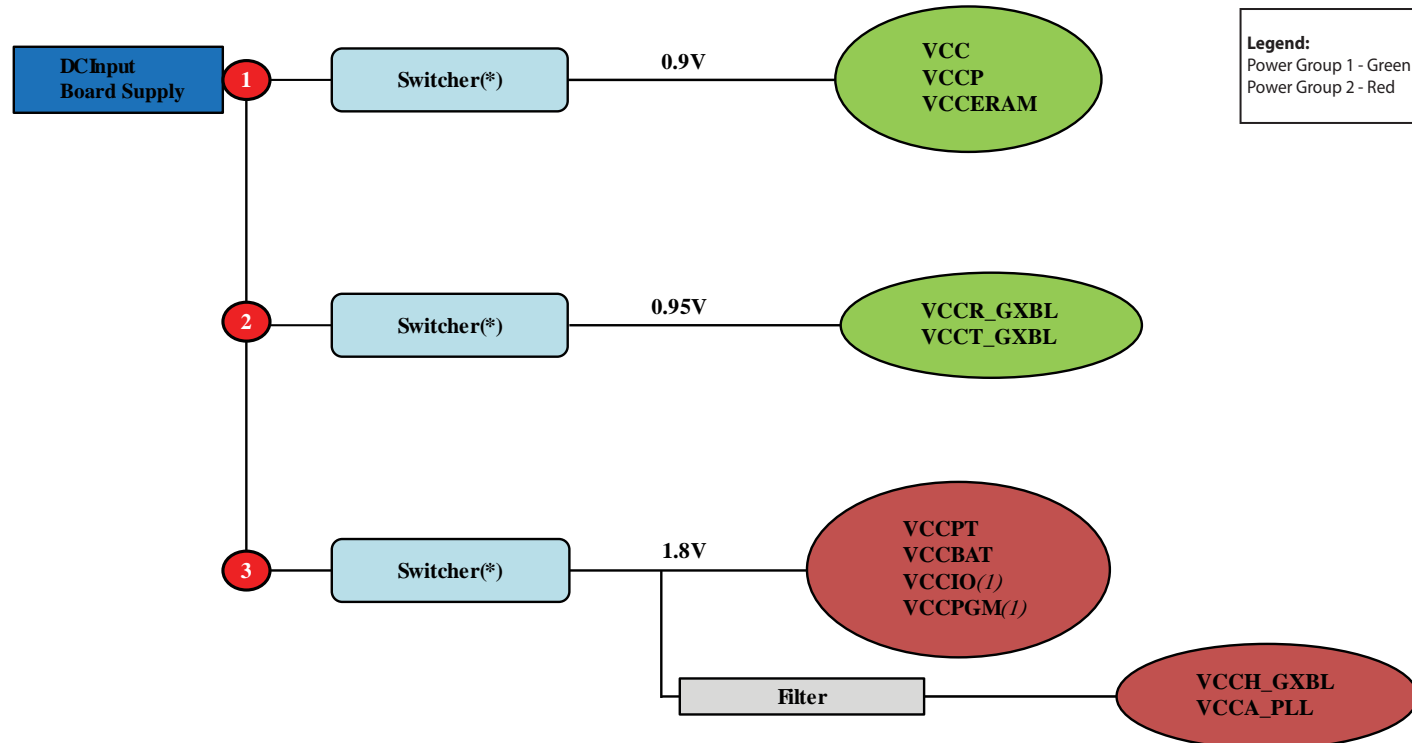 DCInput
Board Supply
1
Switcher(*)
0.9V
VCC
VCCP
VCCERAM
Legend:
Power Group 1 - Green
Power Group 2 - Red
2
Switcher(*)
0.95V
VCCR_GXBL
VCCT_GXBL
3
Switcher(*)
1.8V
VCCPT
VCCBAT
VCCIO(1)
VCCPGM(1)
Filter
VCCH_GXBL
VCCA_PLL